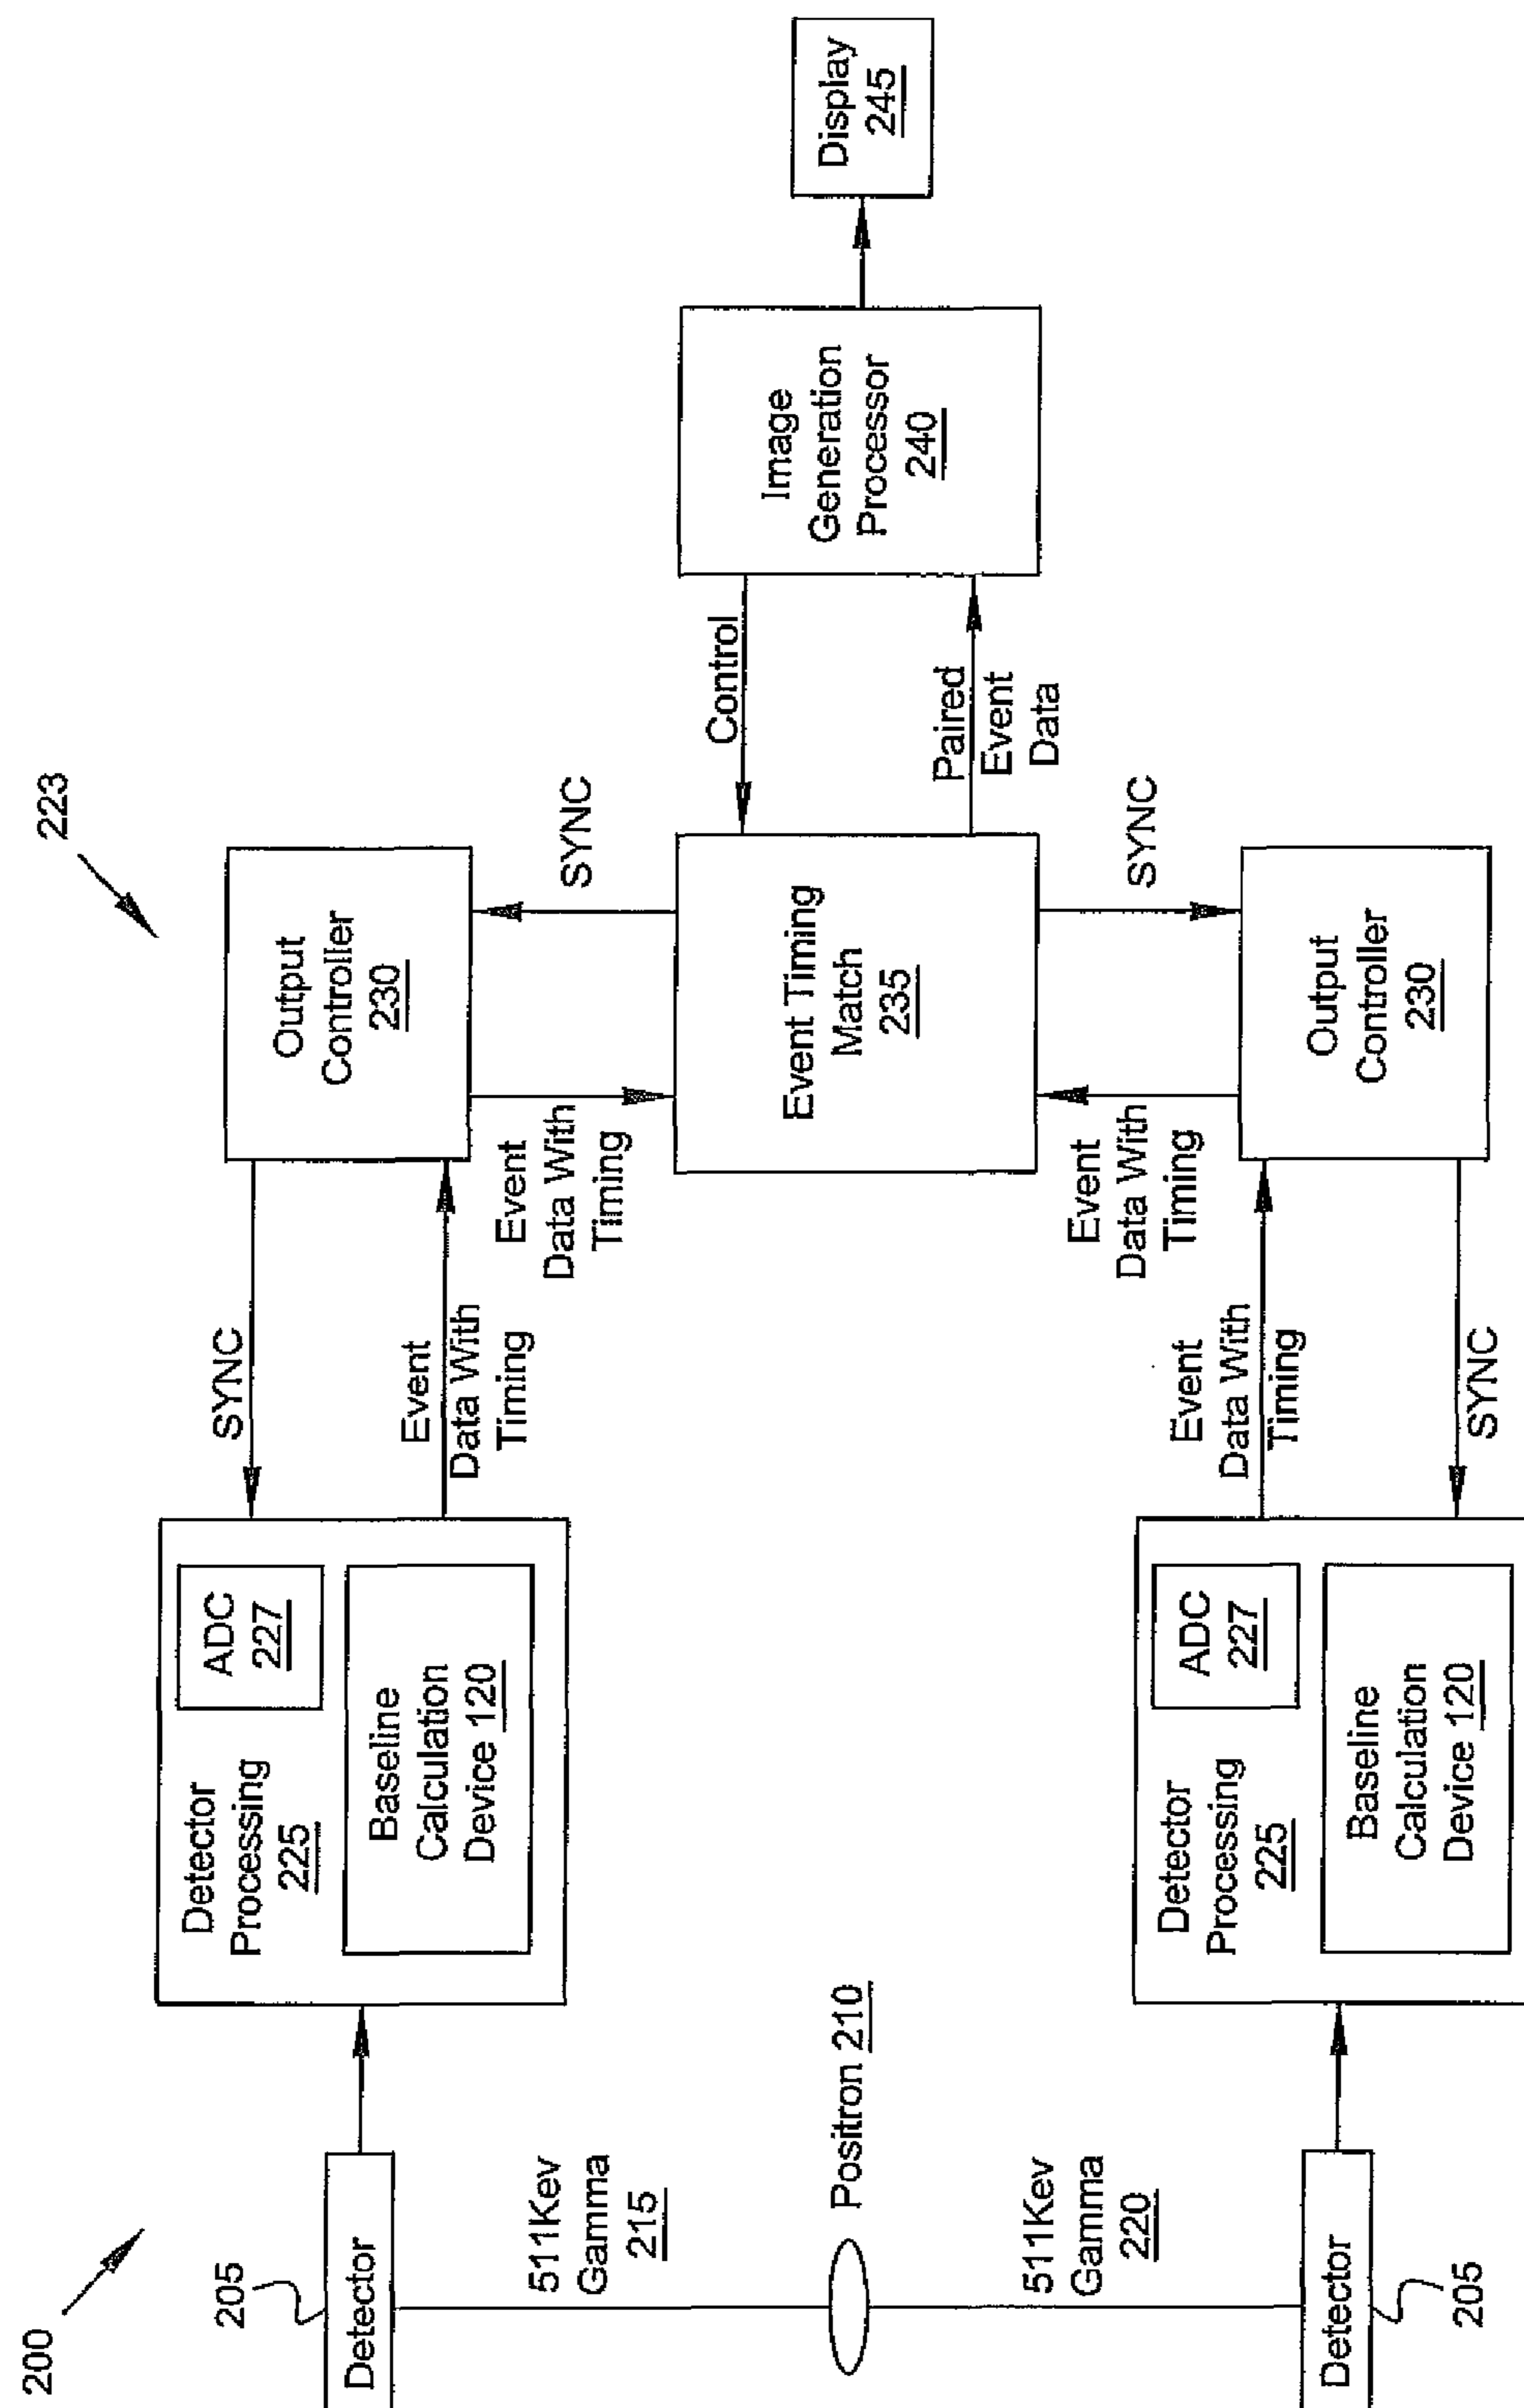 200
205
Detector
511Kev
Gamma
215
Positron 210
511Kev
Gamma
220
Detector
205
Detector
Processing
225
ADC
227
Baseline
Calculation
Device 120
Detector
Processing
225
ADC
227
Baseline
Calculation
Device 120
SYNC
Event
Data With
Timing
Event
Data With
Timing
SYNC
223
Output
Controller
230
Event
Data With
Timing
SYNC
Event Timing
Match
235
Event
Data With
Timing
SYNC
Output
Controller
230
Control
Paired
Event
Data
Image
Generation
Processor
240
Display
245